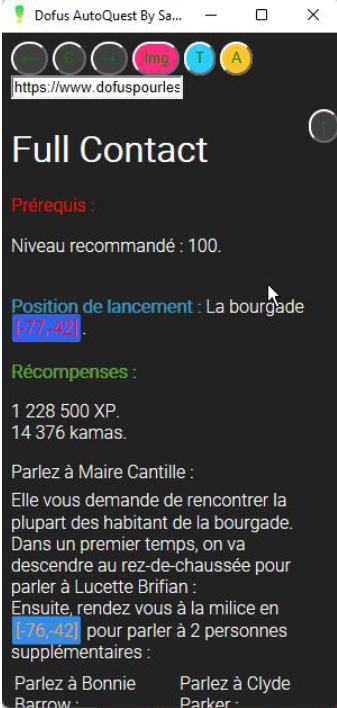 Dofus AutoQuest By Sa...
← C → Img T A
https://www.dofuspourles
↑
Full Contact
Prérequis :
Niveau recommandé : 100.
Position de lancement : La bourgade
[-77,-42] .
Récompenses :
1 228 500 XP.
14 376 kamas.
Parlez à Maire Cantille :
Elle vous demande de rencontrer la
plupart des habitant de la bourgade.
Dans un premier temps, on va
descendre au rez-de-chaussée pour
parler à Lucette Brifian :
Ensuite, rendez vous à la milice en
[-76,-42] pour parler à 2 personnes
supplémentaires :
Parlez à Bonnie Parlez à Clyde
Barrow : Parker :